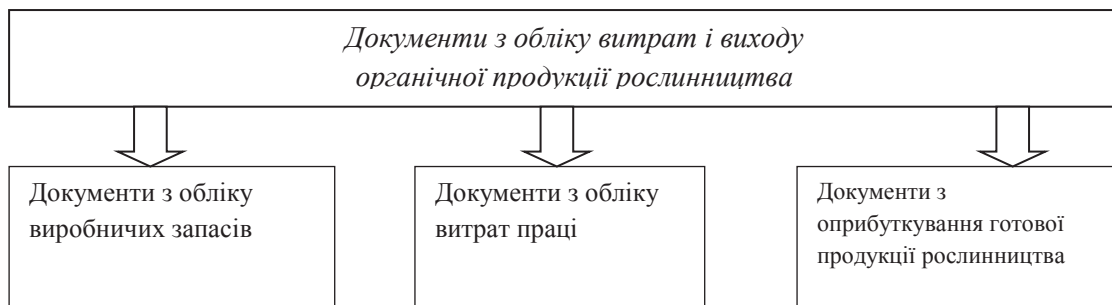 Документи з обліку витрат і виходу
органічної продукції рослинництва
Документи з обліку
виробничих запасів
Документи з обліку
витрат праці
Документи з
оприбуткування готової
продукції рослинництва